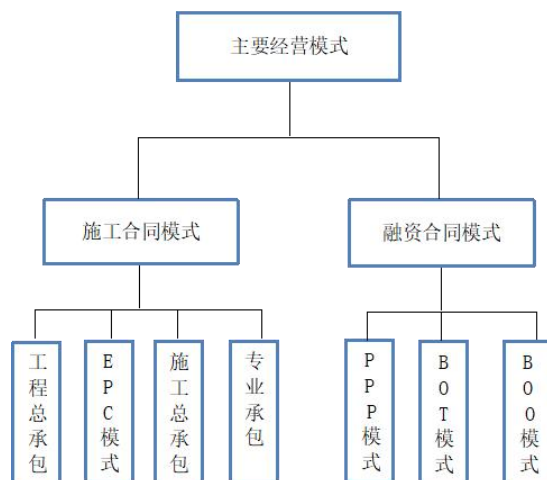 主要经营模式
施工合同模式
融资合同模式
工程总承包
EPC模式
施工总承包
专业承包
PPP模式
BOT模式
BOO模式